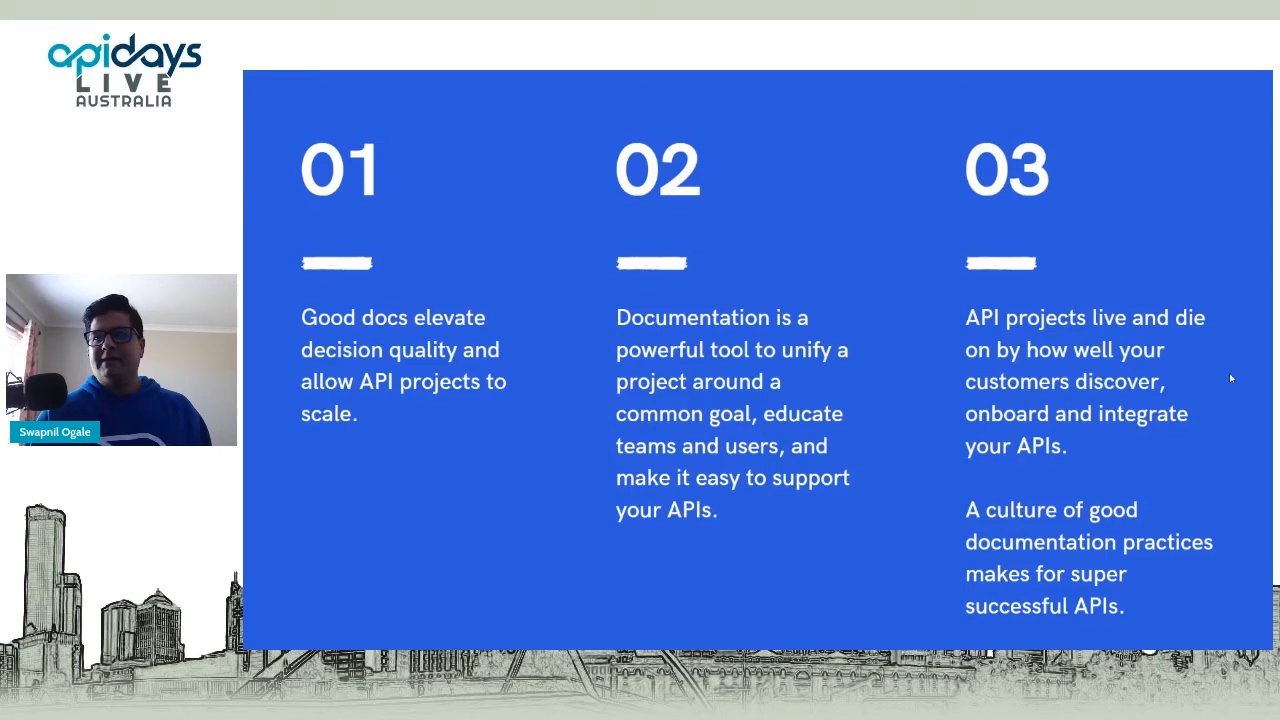 apidays
LIVE
AUSTRALIA
01
Good docs elevate
decision quality and
allow API projects to
scale.
02
Documentation is a
powerful tool to unify a
project around a
common goal, educate
teams and users, and
make it easy to support
your APIs.
03
API projects live and die
on by how well your
customers discover,
onboard and integrate
your APIs.
A culture of good
documentation practices
makes for super
successful APIs.
Swapnil Ogale